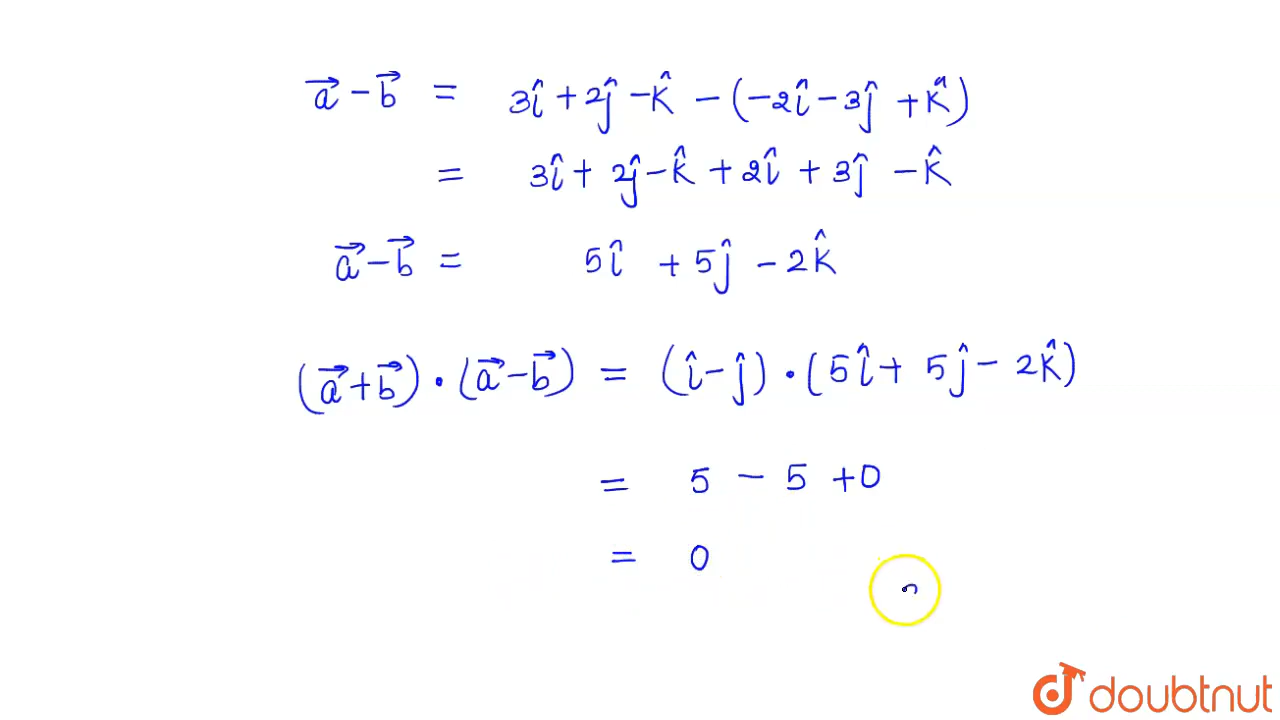 a⃗ − b⃗ = 3î + 2ĵ − k̂ − (−2î − 3ĵ + k̂)
= 3î + 2ĵ − k̂ + 2î + 3ĵ − k̂
a⃗ − b⃗ = 5î + 5ĵ − 2k̂
(a⃗ + b⃗) · (a⃗ − b⃗) = (î − ĵ) · (5î + 5ĵ − 2k̂)
= 5 − 5 + 0
= 0
doubtnut